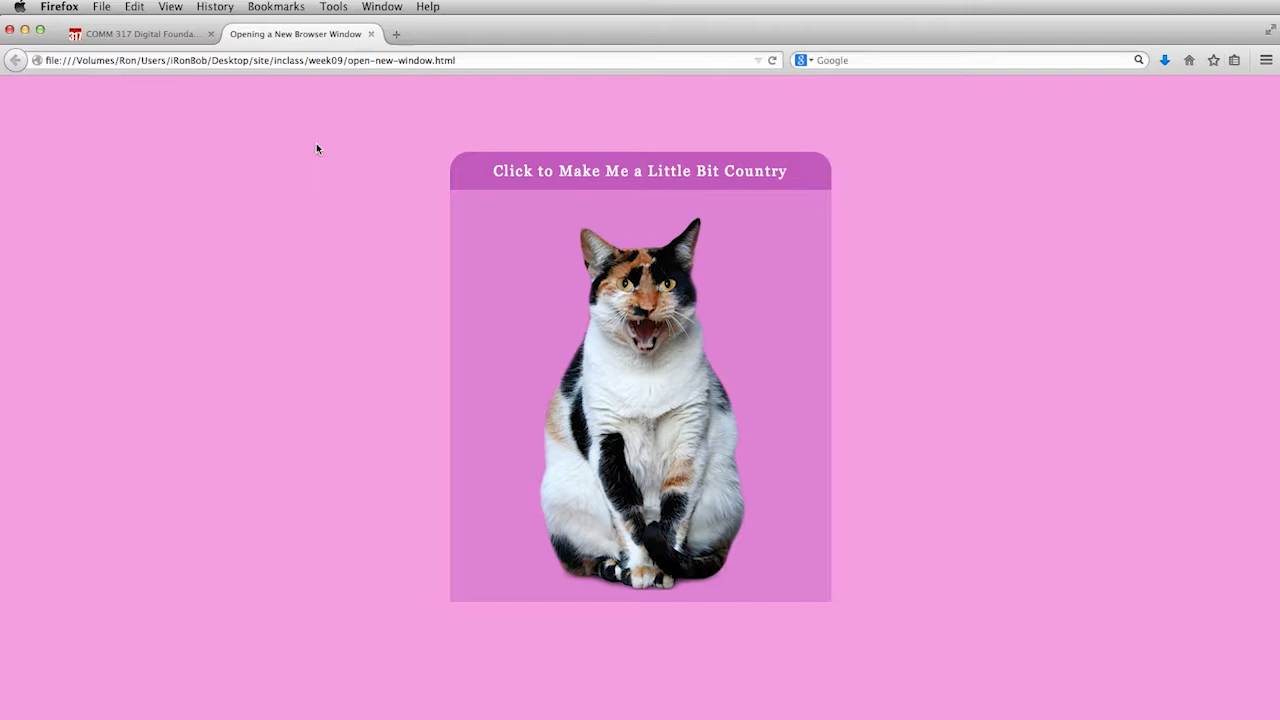 Firefox File Edit View History Bookmarks Tools Window Help
317 COMM 317 Digital Founda... Opening a New Browser Window
file:///Volumes/Ron/Users/iRonBob/Desktop/site/inclass/week09/open-new-window.html Google
Click to Make Me a Little Bit Country